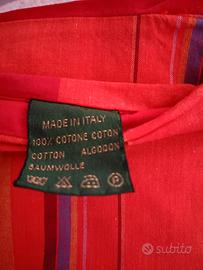 MADE IN ITALY
100% COTONE COTON
COTTON ALGODON
BAUMWOLLE
subito